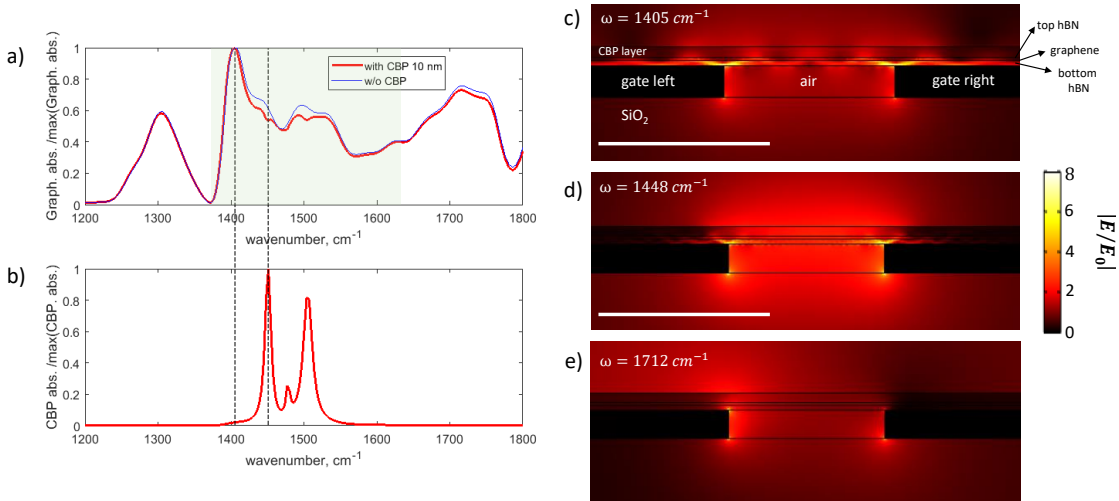 a)
Graph. abs. /max(Graph. abs.)
1
0.8
0.6
0.4
0.2
0
with CBP 10 nm
w/o CBP
1200 1300 1400 1500 1600 1700 1800
wavenumber, cm⁻¹
b)
CBP abs. /max(CBP. abs.)
1
0.8
0.6
0.4
0.2
0
1200 1300 1400 1500 1600 1700 1800
wavenumber, cm⁻¹
c)
ω = 1405 cm⁻¹
CBP layer
top hBN
graphene
bottom
hBN
gate left
air
gate right
SiO₂
d)
ω = 1448 cm⁻¹
e)
ω = 1712 cm⁻¹
8
6
4
2
0
|E/E₀|